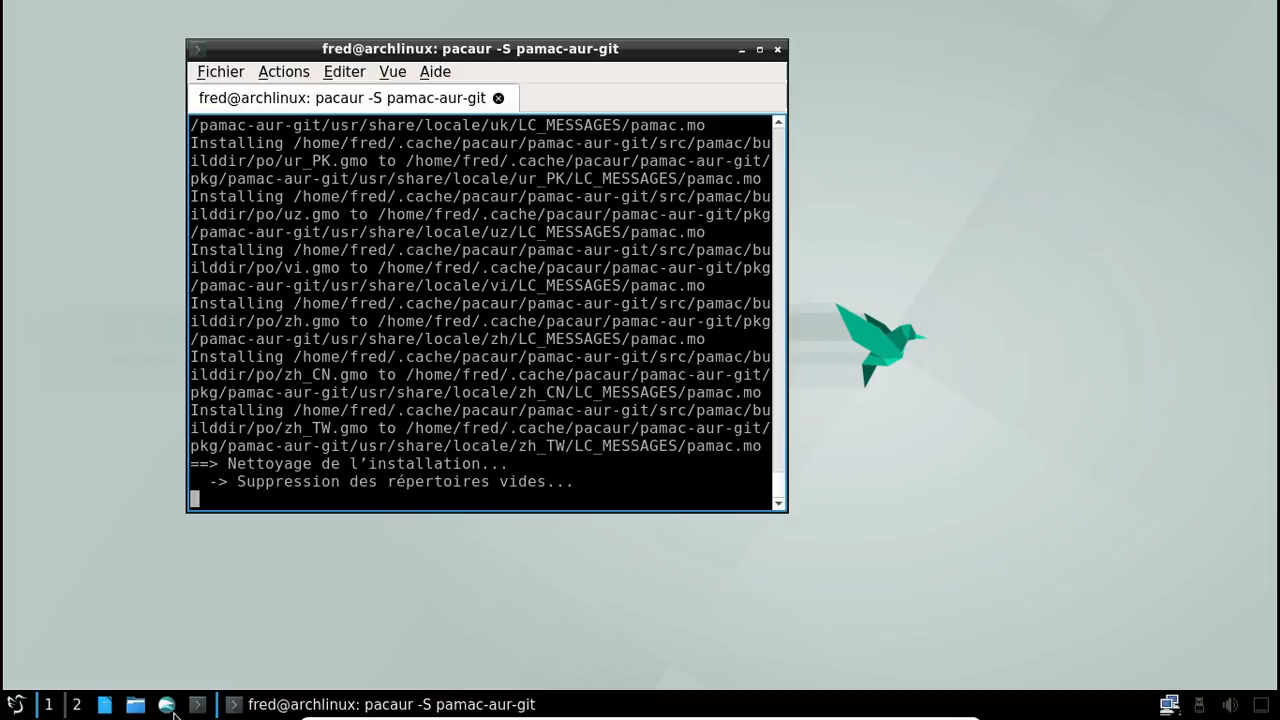 fred@archlinux: pacaur -S pamac-aur-git
Fichier Actions Editer Vue Aide
fred@archlinux: pacaur -S pamac-aur-git
/pamac-aur-git/usr/share/locale/uk/LC_MESSAGES/pamac.mo
Installing /home/fred/.cache/pacaur/pamac-aur-git/src/pamac/bu
ilddir/po/ur_PK.gmo to /home/fred/.cache/pacaur/pamac-aur-git/
pkg/pamac-aur-git/usr/share/locale/ur_PK/LC_MESSAGES/pamac.mo
Installing /home/fred/.cache/pacaur/pamac-aur-git/src/pamac/bu
ilddir/po/uz.gmo to /home/fred/.cache/pacaur/pamac-aur-git/pkg
/pamac-aur-git/usr/share/locale/uz/LC_MESSAGES/pamac.mo
Installing /home/fred/.cache/pacaur/pamac-aur-git/src/pamac/bu
ilddir/po/vi.gmo to /home/fred/.cache/pacaur/pamac-aur-git/pkg
/pamac-aur-git/usr/share/locale/vi/LC_MESSAGES/pamac.mo
Installing /home/fred/.cache/pacaur/pamac-aur-git/src/pamac/bu
ilddir/po/zh.gmo to /home/fred/.cache/pacaur/pamac-aur-git/pkg
/pamac-aur-git/usr/share/locale/zh/LC_MESSAGES/pamac.mo
Installing /home/fred/.cache/pacaur/pamac-aur-git/src/pamac/bu
ilddir/po/zh_CN.gmo to /home/fred/.cache/pacaur/pamac-aur-git/
pkg/pamac-aur-git/usr/share/locale/zh_CN/LC_MESSAGES/pamac.mo
Installing /home/fred/.cache/pacaur/pamac-aur-git/src/pamac/bu
ilddir/po/zh_TW.gmo to /home/fred/.cache/pacaur/pamac-aur-git/
pkg/pamac-aur-git/usr/share/locale/zh_TW/LC_MESSAGES/pamac.mo
==> Nettoyage de l’installation...
-> Suppression des répertoires vides...
1 2 fred@archlinux: pacaur -S pamac-aur-git